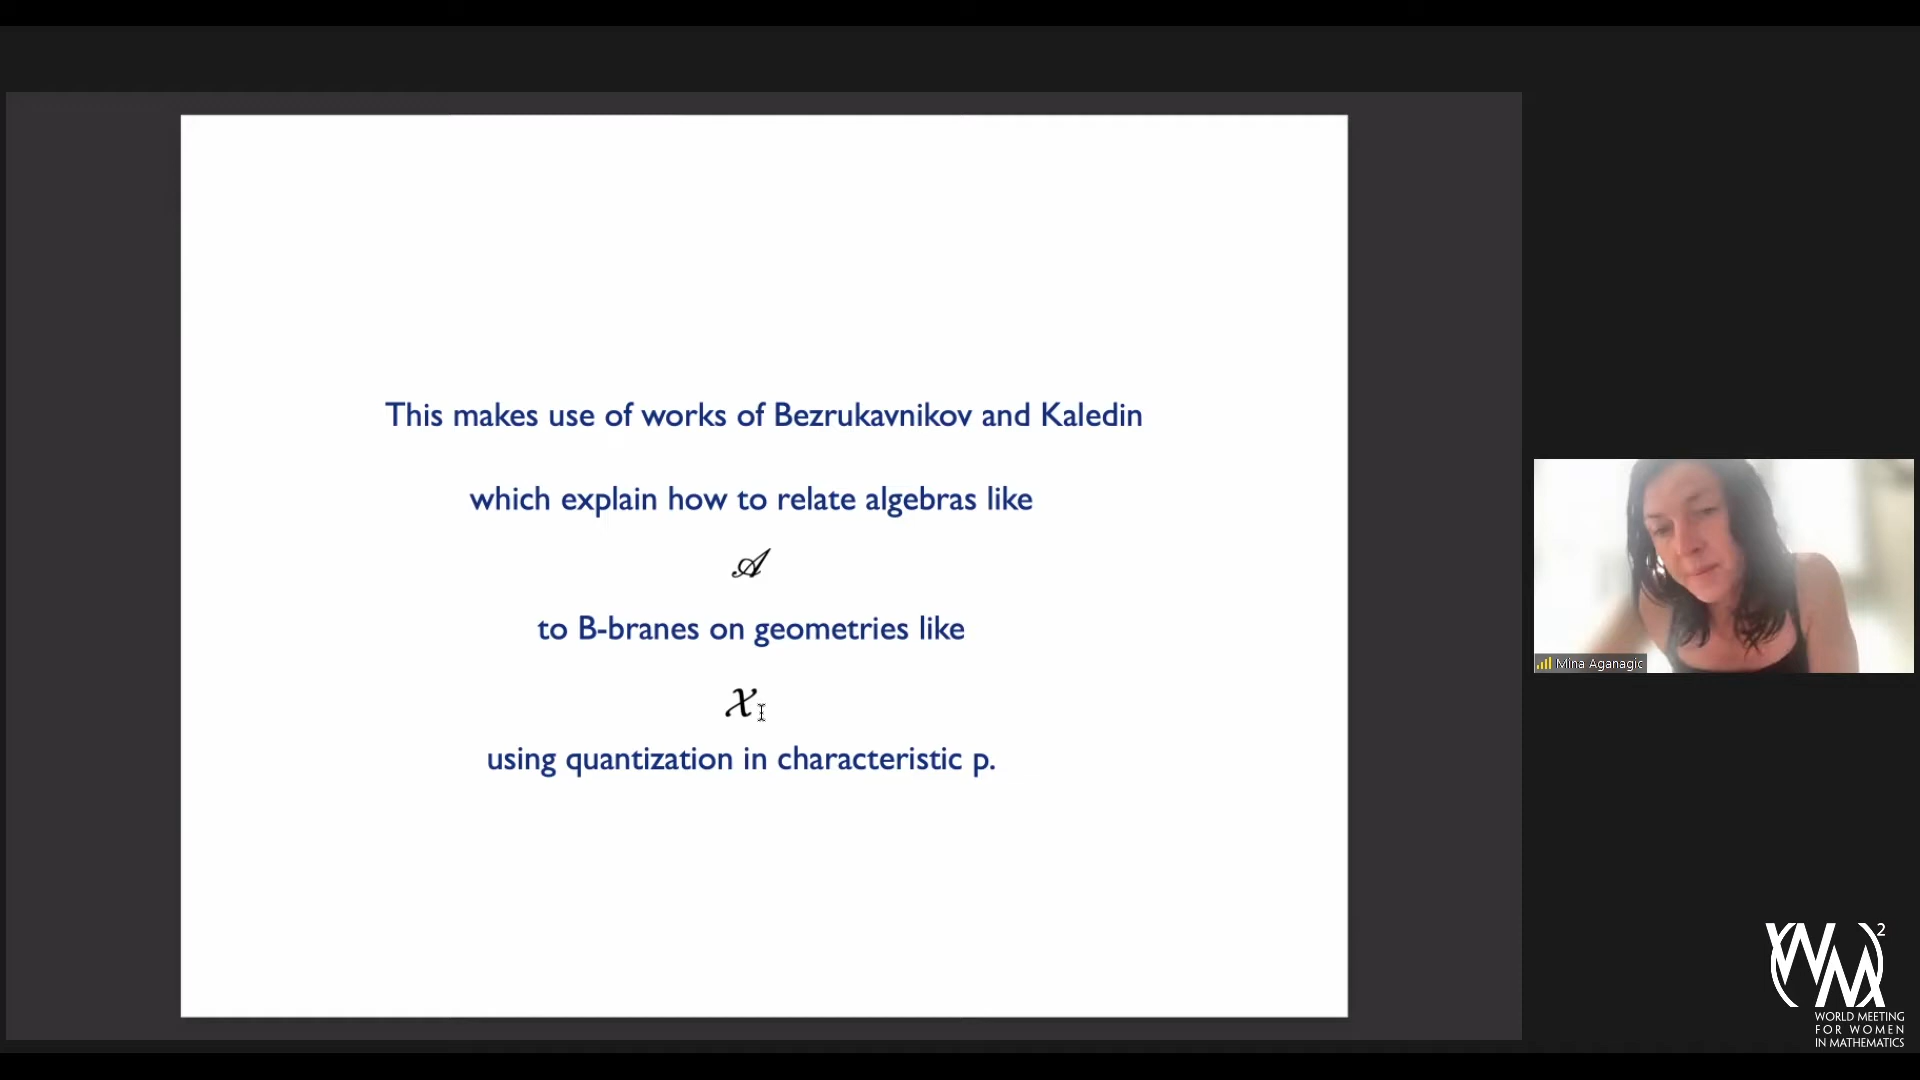 This makes use of works of Bezrukavnikov and Kaledin
which explain how to relate algebras like
𝒜
to B-branes on geometries like
𝒳
using quantization in characteristic p.
Mina Aganagic
WM)²
WORLD MEETING
FOR WOMEN
IN MATHEMATICS